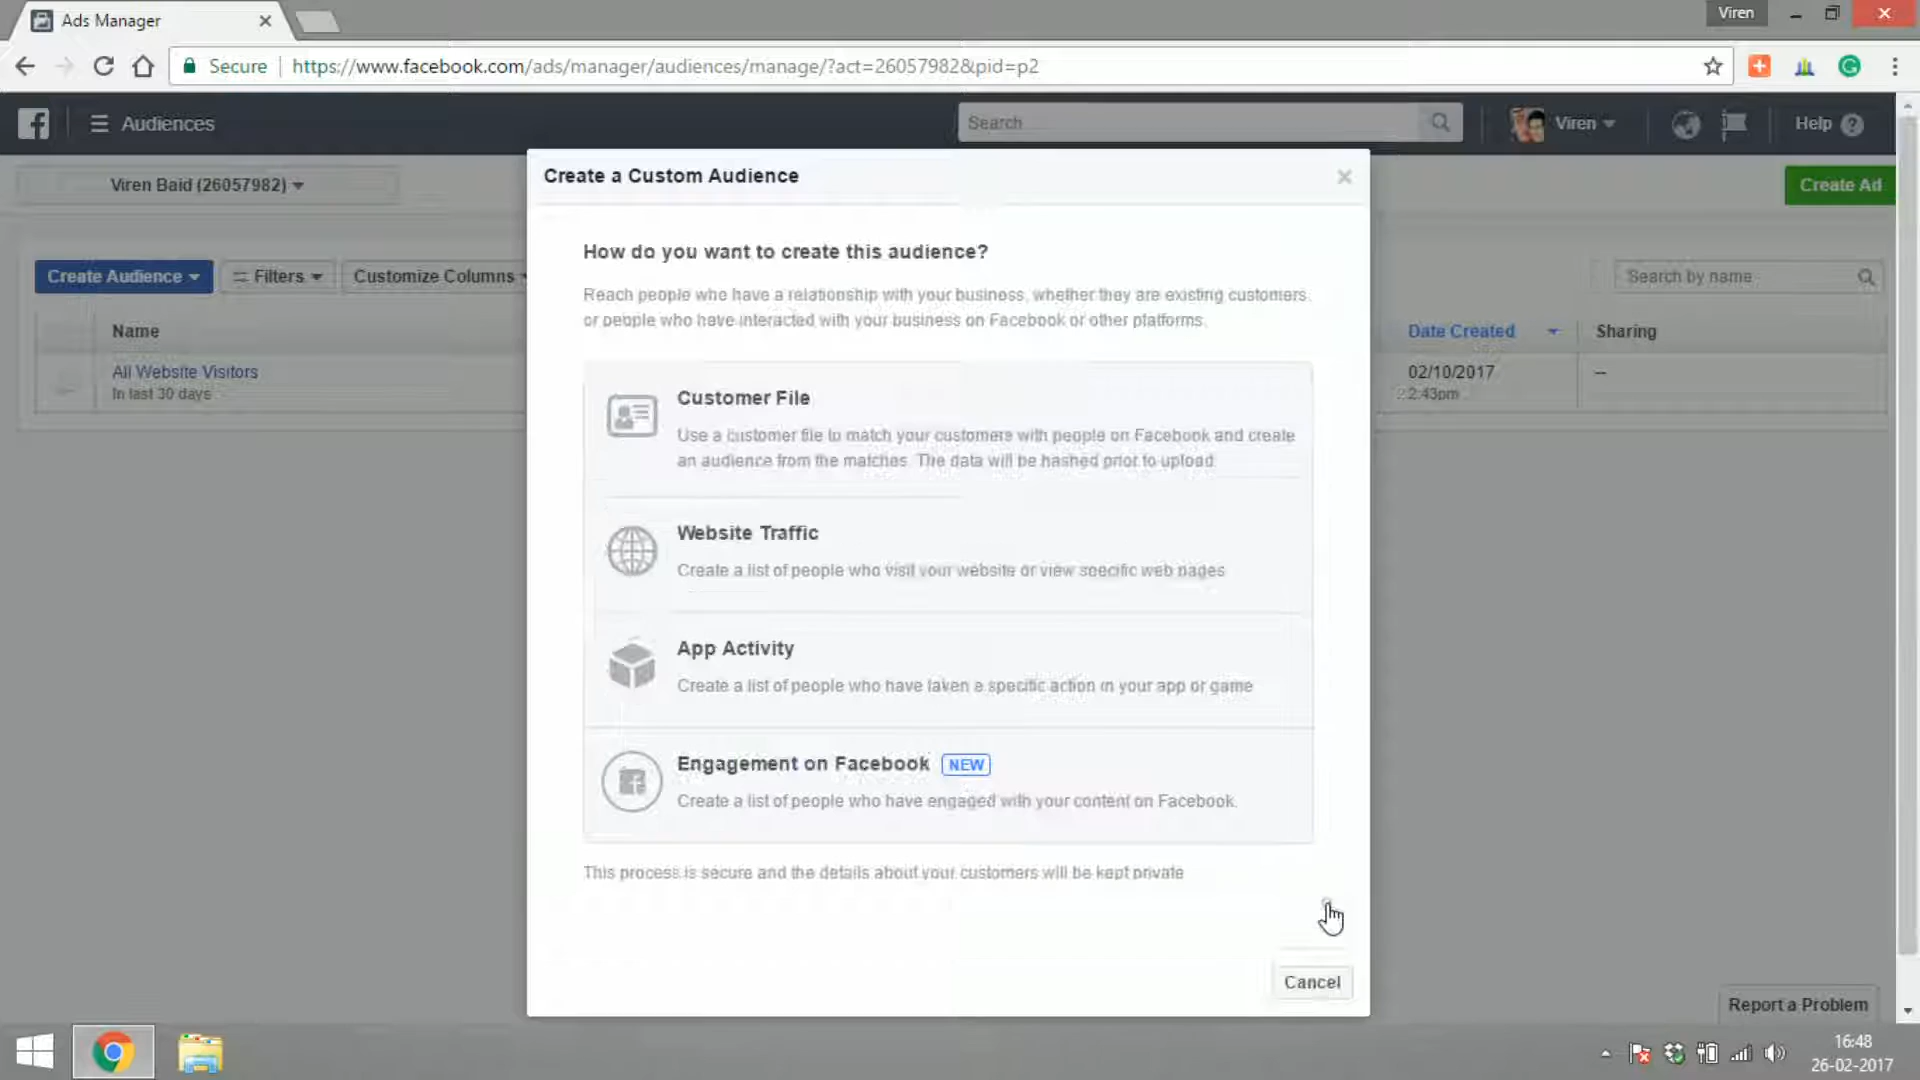 Ads Manager
Viren
Secure
https://www.facebook.com/ads/manager/audiences/manage/?act=26057982&pid=p2
Audiences
Search
Viren
Help
Viren Baid (26057982)
Create Ad
Create a Custom Audience
Create Audience
Filters
Customize Columns
Search by name
Name
Date Created
Sharing
All Website Visitors
In last 30 days
02/10/2017
2:43pm
--
How do you want to create this audience?
Reach people who have a relationship with your business, whether they are existing customers
or people who have interacted with your business on Facebook or other platforms.
Customer File
Use a customer file to match your customers with people on Facebook and create
an audience from the matches. The data will be hashed prior to upload
Website Traffic
Create a list of people who visit your website or view specific web pages
App Activity
Create a list of people who have taken a specific action in your app or game
Engagement on Facebook NEW
Create a list of people who have engaged with your content on Facebook.
This process is secure and the details about your customers will be kept private
Cancel
Report a Problem
16:48
26-02-2017